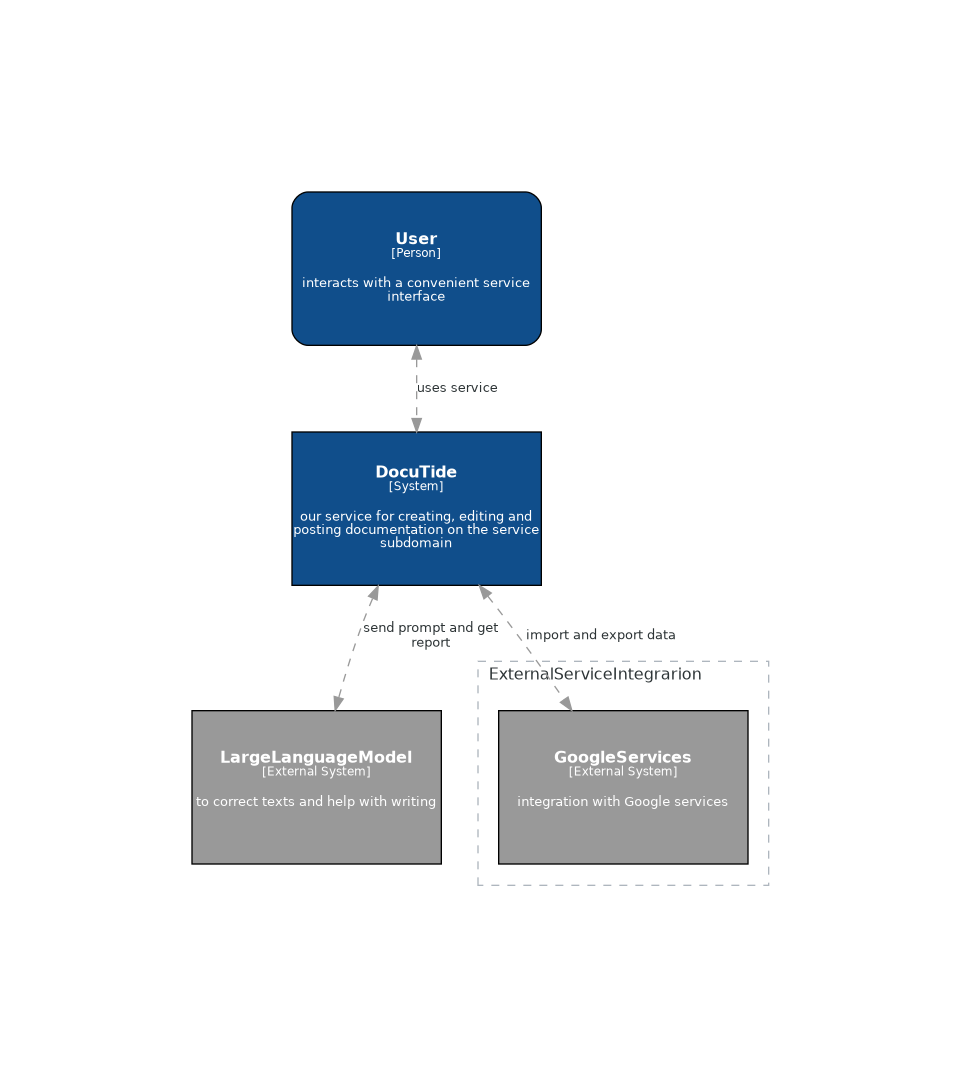 User
[Person]
interacts with a convenient service
interface
uses service
DocuTide
[System]
our service for creating, editing and
posting documentation on the service
subdomain
send prompt and get
report
import and export data
ExternalServiceIntegrarion
LargeLanguageModel
[External System]
to correct texts and help with writing
GoogleServices
[External System]
integration with Google services